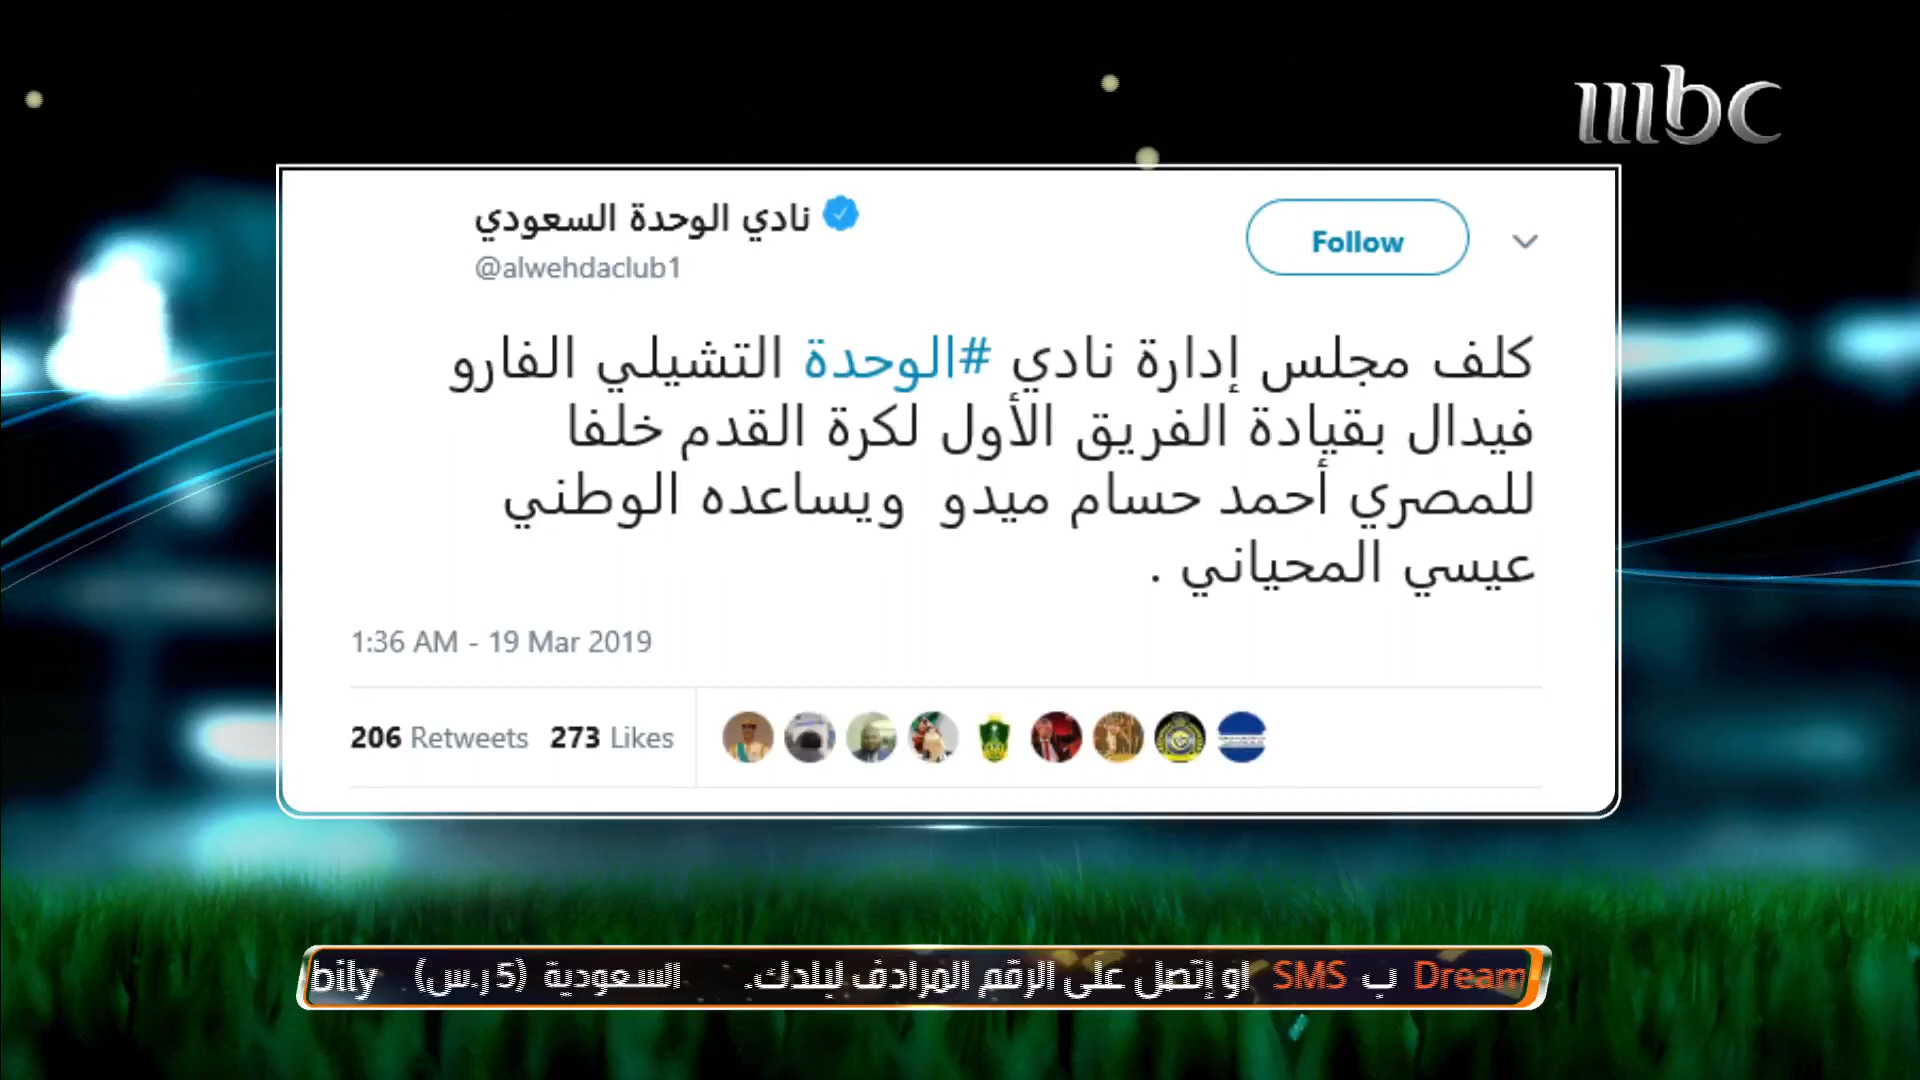 mbc
نادي الوحدة السعودي
@alwehdaclub1
Follow
كلف مجلس إدارة نادي #الوحدة التشيلي الفارو
فيدال بقيادة الفريق الأول لكرة القدم خلفا
للمصري أحمد حسام ميدو ويساعده الوطني
عيسي المحياني .
1:36 AM - 19 Mar 2019
206 Retweets 273 Likes
Dream ب SMS او إتصل على الرقم المرادف لبلدك. السعودية (5 ر.س) bily